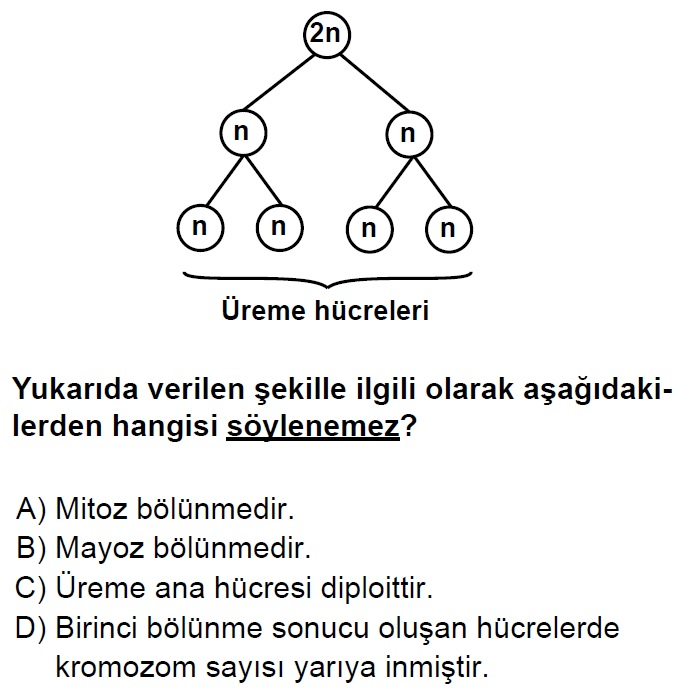 2n
n n
n n n n
Üreme hücreleri
Yukarıda verilen şekille ilgili olarak aşağıdaki-
lerden hangisi söylenemez?
A) Mitoz bölünmedir.
B) Mayoz bölünmedir.
C) Üreme ana hücresi diploittir.
D) Birinci bölünme sonucu oluşan hücrelerde
kromozom sayısı yarıya inmiştir.